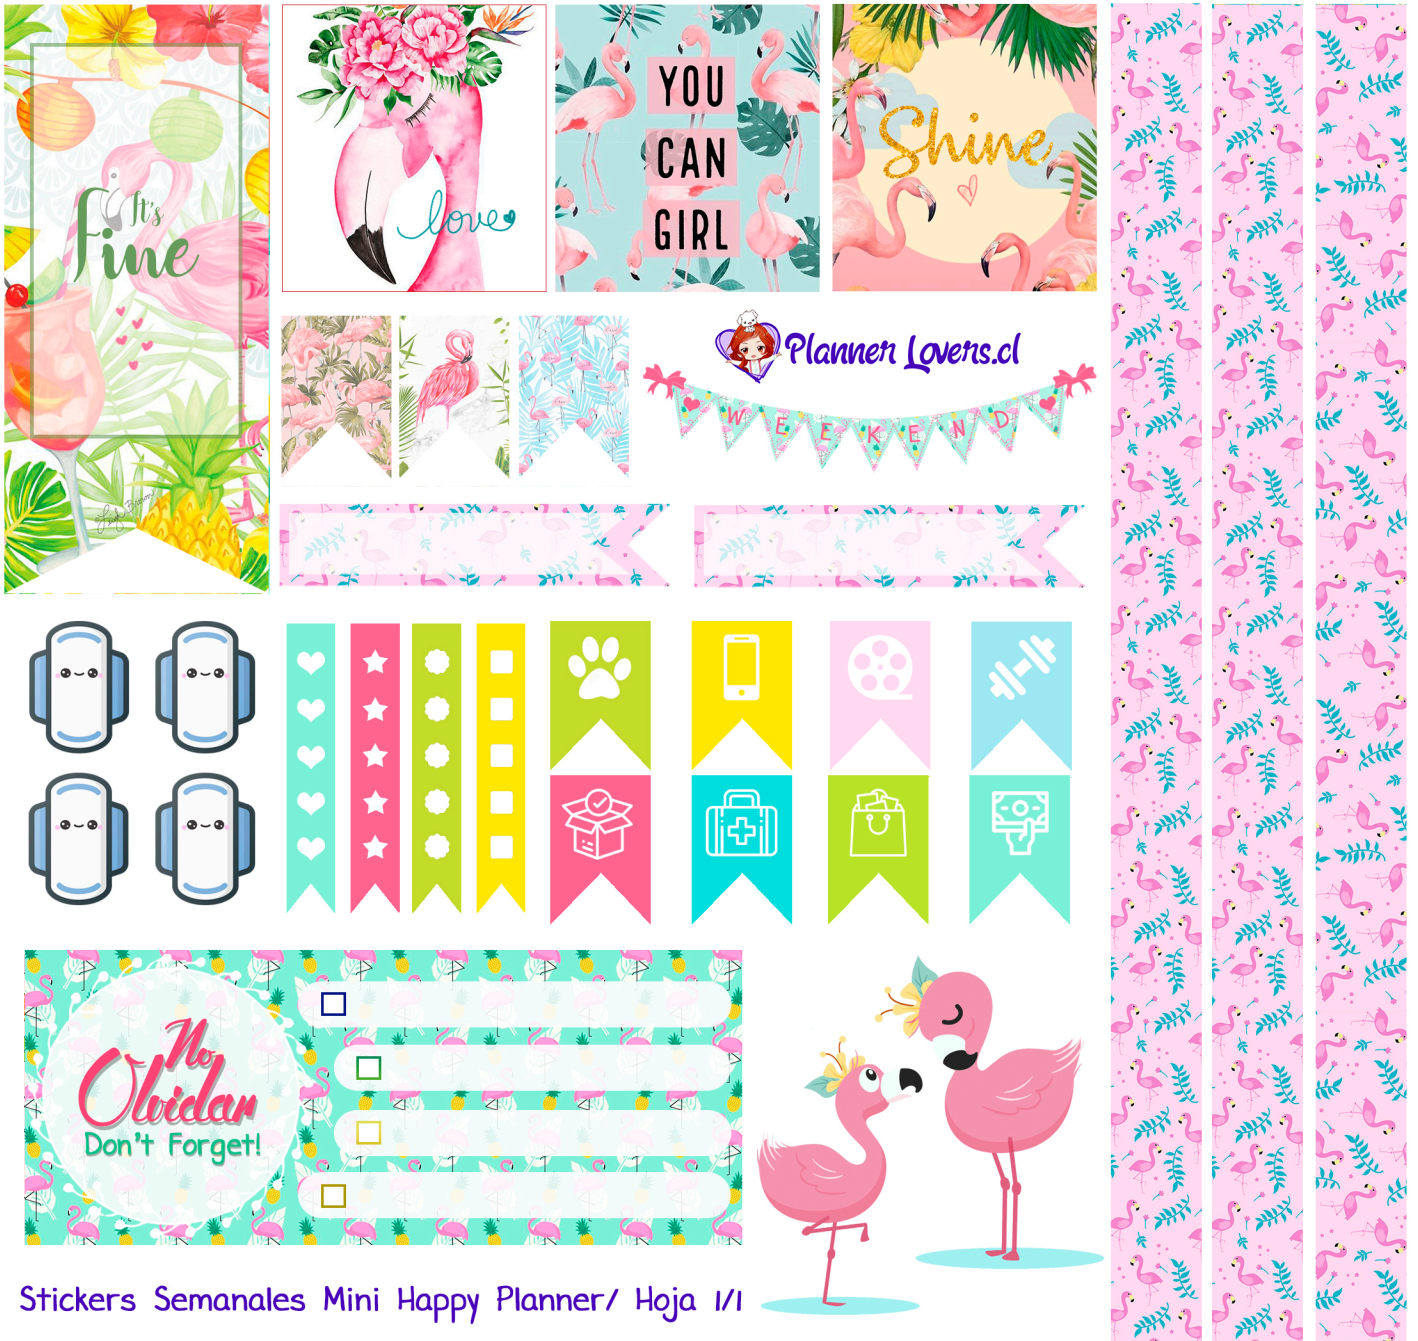 It's
Fine
love
YOU
CAN
GIRL
Shine
Planner Lovers.cl
WEEKEND
No
Olvidar
Don't Forget!
Stickers Semanales Mini Happy Planner/ Hoja 1/1